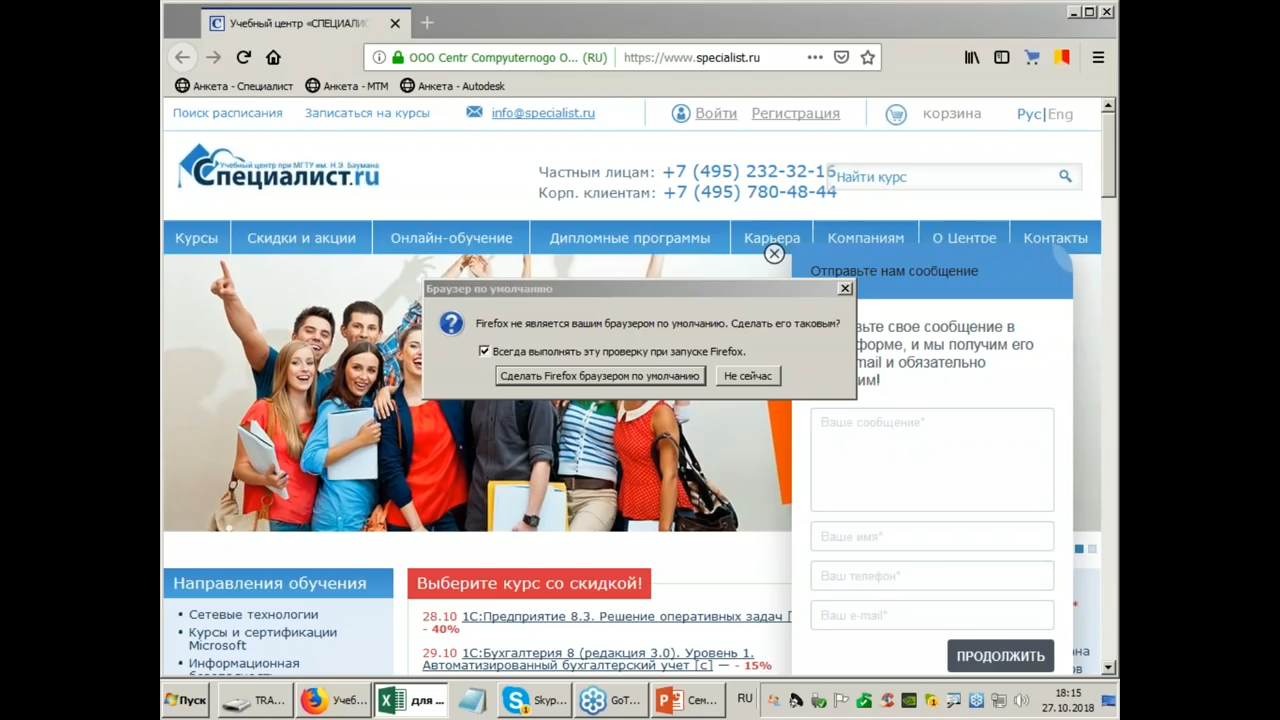 Учебный центр «СПЕЦИАЛИ
ООО Centr Compyuternogo O... (RU)
https://www.specialist.ru
Анкета - Специалист
Анкета - МТМ
Анкета - Autodesk
Поиск расписания
Записаться на курсы
info@specialist.ru
Войти
Регистрация
корзина
Рус|Eng
Учебный центр при МГТУ им. Н.Э. Баумана
Специалист.ru
Частным лицам: +7 (495) 232-32-16
Корп. клиентам: +7 (495) 780-48-44
Найти курс
Курсы
Скидки и акции
Онлайн-обучение
Дипломные программы
Карьера
Компаниям
О Центре
Контакты
Отправьте нам сообщение
Браузер по умолчанию
Firefox не является вашим браузером по умолчанию. Сделать его таковым?
Всегда выполнять эту проверку при запуске Firefox.
Сделать Firefox браузером по умолчанию
Не сейчас
вьте свое сообщение в
форме, и мы получим его
mail и обязательно
им!
Ваше сообщение*
Ваше имя*
Ваш телефон*
Ваш e-mail*
ПРОДОЛЖИТЬ
Направления обучения
Сетевые технологии
Курсы и сертификации
Microsoft
Информационная
Выберите курс со скидкой!
28.10 1С:Предприятие 8.3. Решение оперативных задач [
- 40%
29.10 1С:Бухгалтерия 8 (редакция 3.0). Уровень 1.
Автоматизированный бухгалтерский учет [с] — - 15%
Пуск
TRA...
Учеб...
для ...
Skyp...
GoT...
Сем...
RU
18:15
27.10.2018